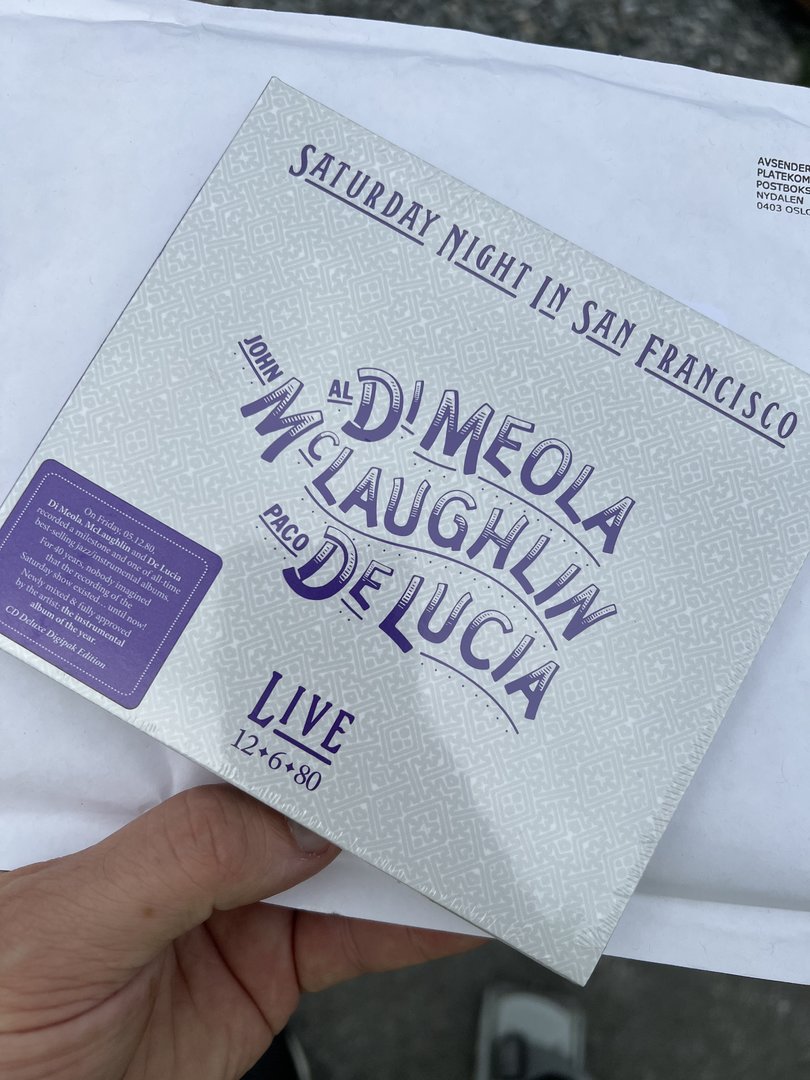 AVSENDER
PLATEKOM
POSTBOKS
NYDALEN
0403 OSLO
SATURDAY NIGHT IN SAN FRANCISCO
AL DI MEOLA
JOHN MCLAUGHLIN
PACO DE LUCIA
On Friday, 05.12.80,
Di Meola, McLaughlin and De Lucia
recorded a milestone and one of all-time
best-selling jazz/instrumental albums.
For 40 years, nobody imagined
that the recording of the
Saturday show existed... until now!
Newly mixed & fully approved
by the artist: the instrumental
album of the year.
CD Deluxe Digipak Edition
LIVE
12✦6✦80